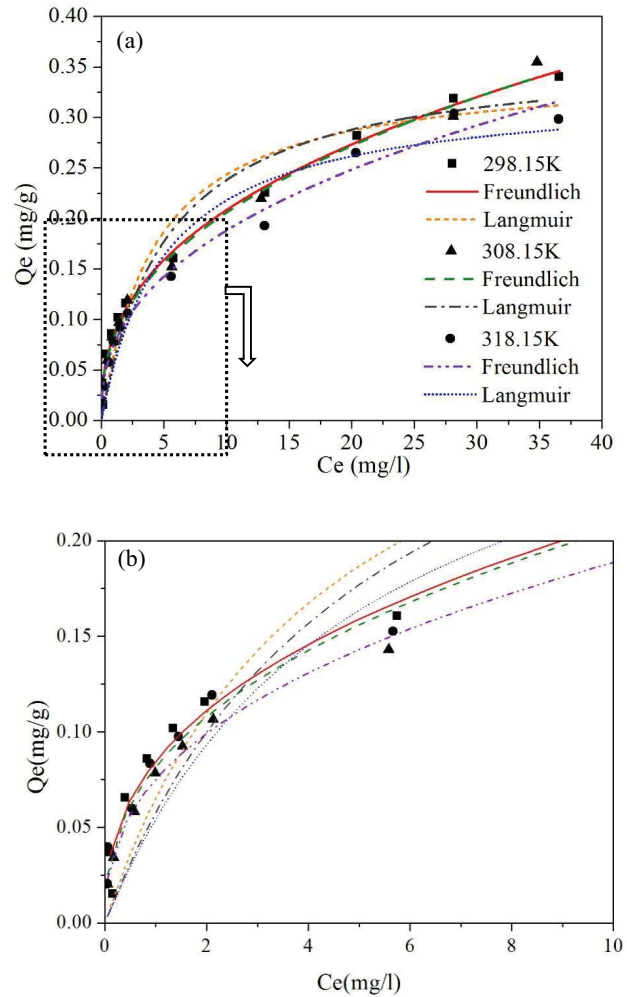 (a)
0.40
0.35
0.30
0.25
0.20
0.15
0.10
0.05
0.00
Qe (mg/g)
298.15K
Freundlich
Langmuir
308.15K
Freundlich
Langmuir
318.15K
Freundlich
Langmuir
0 5 10 15 20 25 30 35 40
Ce (mg/l)
(b)
0.20
0.15
0.10
0.05
0.00
Qe(mg/g)
0 2 4 6 8 10
Ce(mg/l)